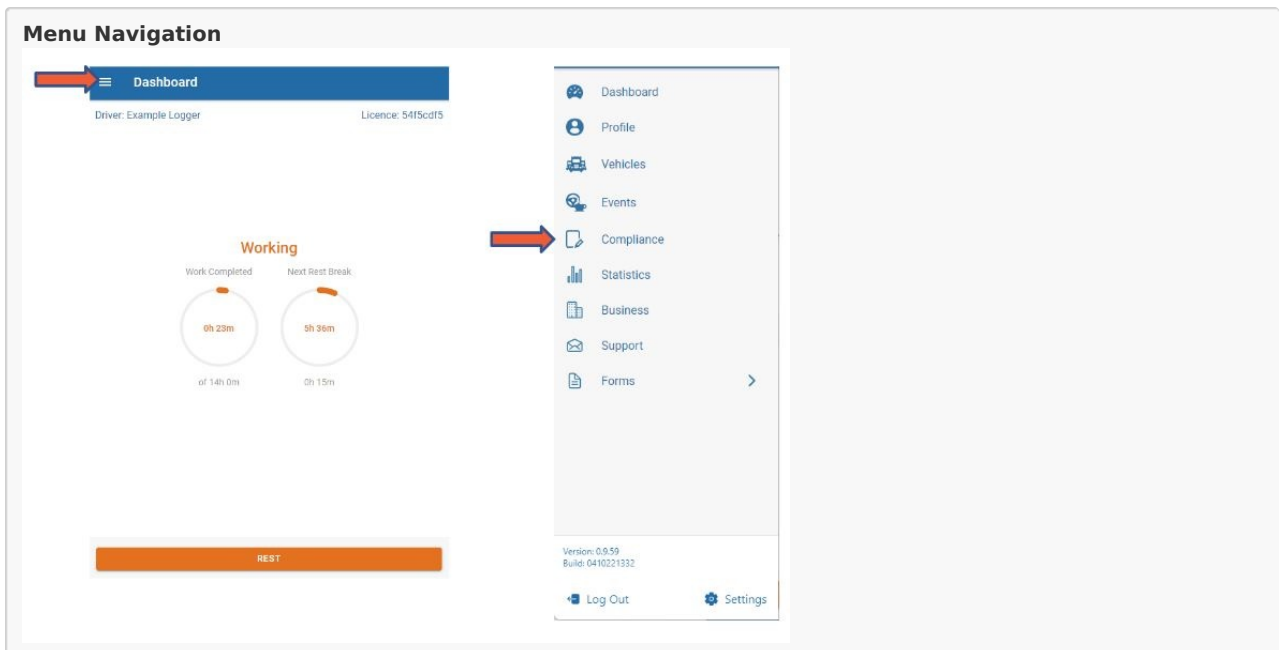 Menu Navigation
Dashboard
Driver: Example Logger
Licence: 54f5cdf5
Working
Work Completed
Next Rest Break
0h 23m
5h 36m
of 14h 0m
0h 15m
REST
Dashboard
Profile
Vehicles
Events
Compliance
Statistics
Business
Support
Forms
Version: 0.9.59
Build: 0410221332
Log Out
Settings